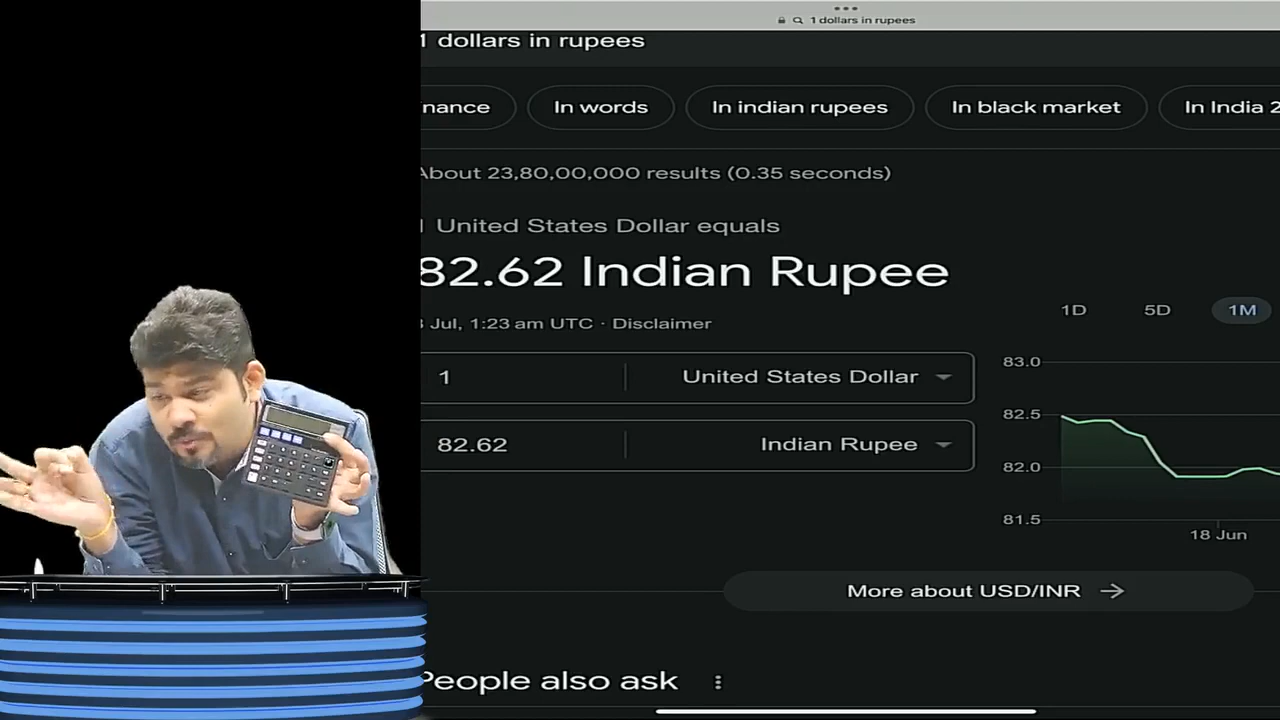 1 dollars in rupees
1 dollars in rupees
nance
In words
In indian rupees
In black market
In India 2
About 23,80,00,000 results (0.35 seconds)
United States Dollar equals
82.62 Indian Rupee
Jul, 1:23 am UTC · Disclaimer
1 United States Dollar
82.62 Indian Rupee
1D 5D 1M
83.0
82.5
82.0
81.5
18 Jun
More about USD/INR →
People also ask